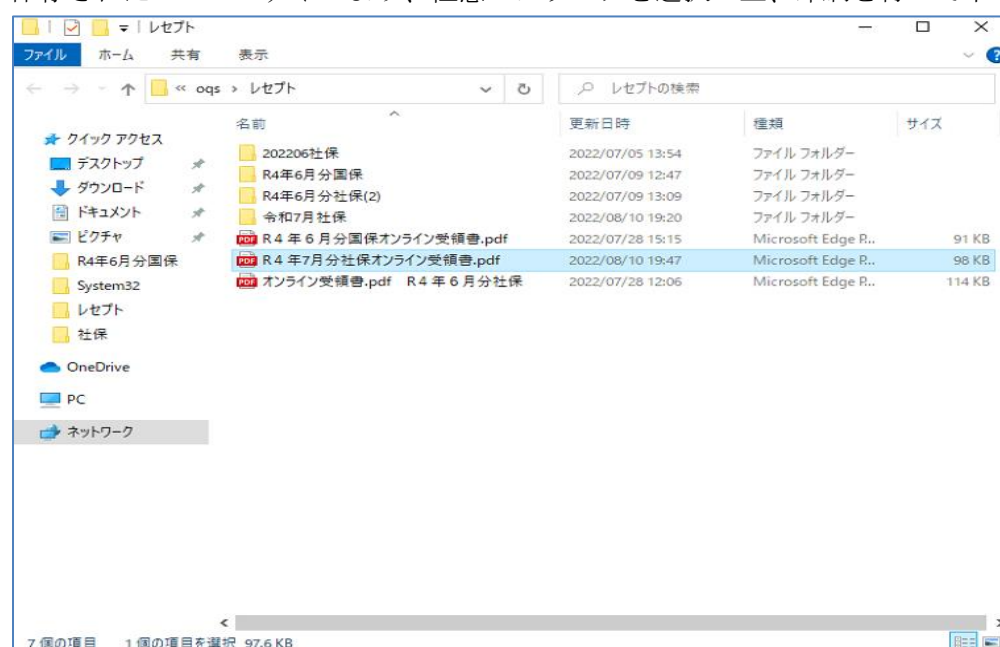 レセプト
ファイル ホーム 共有 表示
« oqs › レセプト レセプトの検索
名前 更新日時 種類 サイズ
クイック アクセス
デスクトップ
ダウンロード
ドキュメント
ピクチャ
R4年6月分国保
System32
レセプト
社保
OneDrive
PC
ネットワーク
202206社保 2022/07/05 13:54 ファイル フォルダー
R4年6月分国保 2022/07/09 12:47 ファイル フォルダー
R4年6月分社保(2) 2022/07/09 13:09 ファイル フォルダー
令和7月社保 2022/08/10 19:20 ファイル フォルダー
PDF R4 年 6 月分国保オンライン受領書.pdf 2022/07/28 15:15 Microsoft Edge P... 91 KB
PDF R4 年7月分社保オンライン受領書.pdf 2022/08/10 19:47 Microsoft Edge P... 98 KB
PDF オンライン受領書.pdf R4 年 6 月分社保 2022/07/28 12:06 Microsoft Edge P... 114 KB
7 個の項目 1 個の項目を選択 97.6 KB